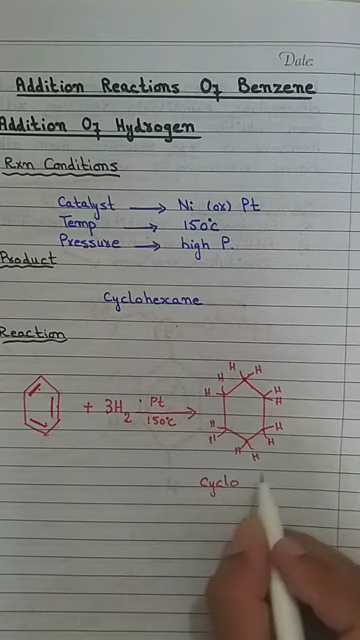 Date:
Addition Reactions Of Benzene
Addition Of Hydrogen
Rxn Conditions
Catalyst → Ni (or) Pt
Temp → 150°c
Pressure → high P.
Product
Cyclohexane
Reaction
+ 3H₂ Pt 150°c →
H H
H H
H H
H H
H H
H H
Cyclo